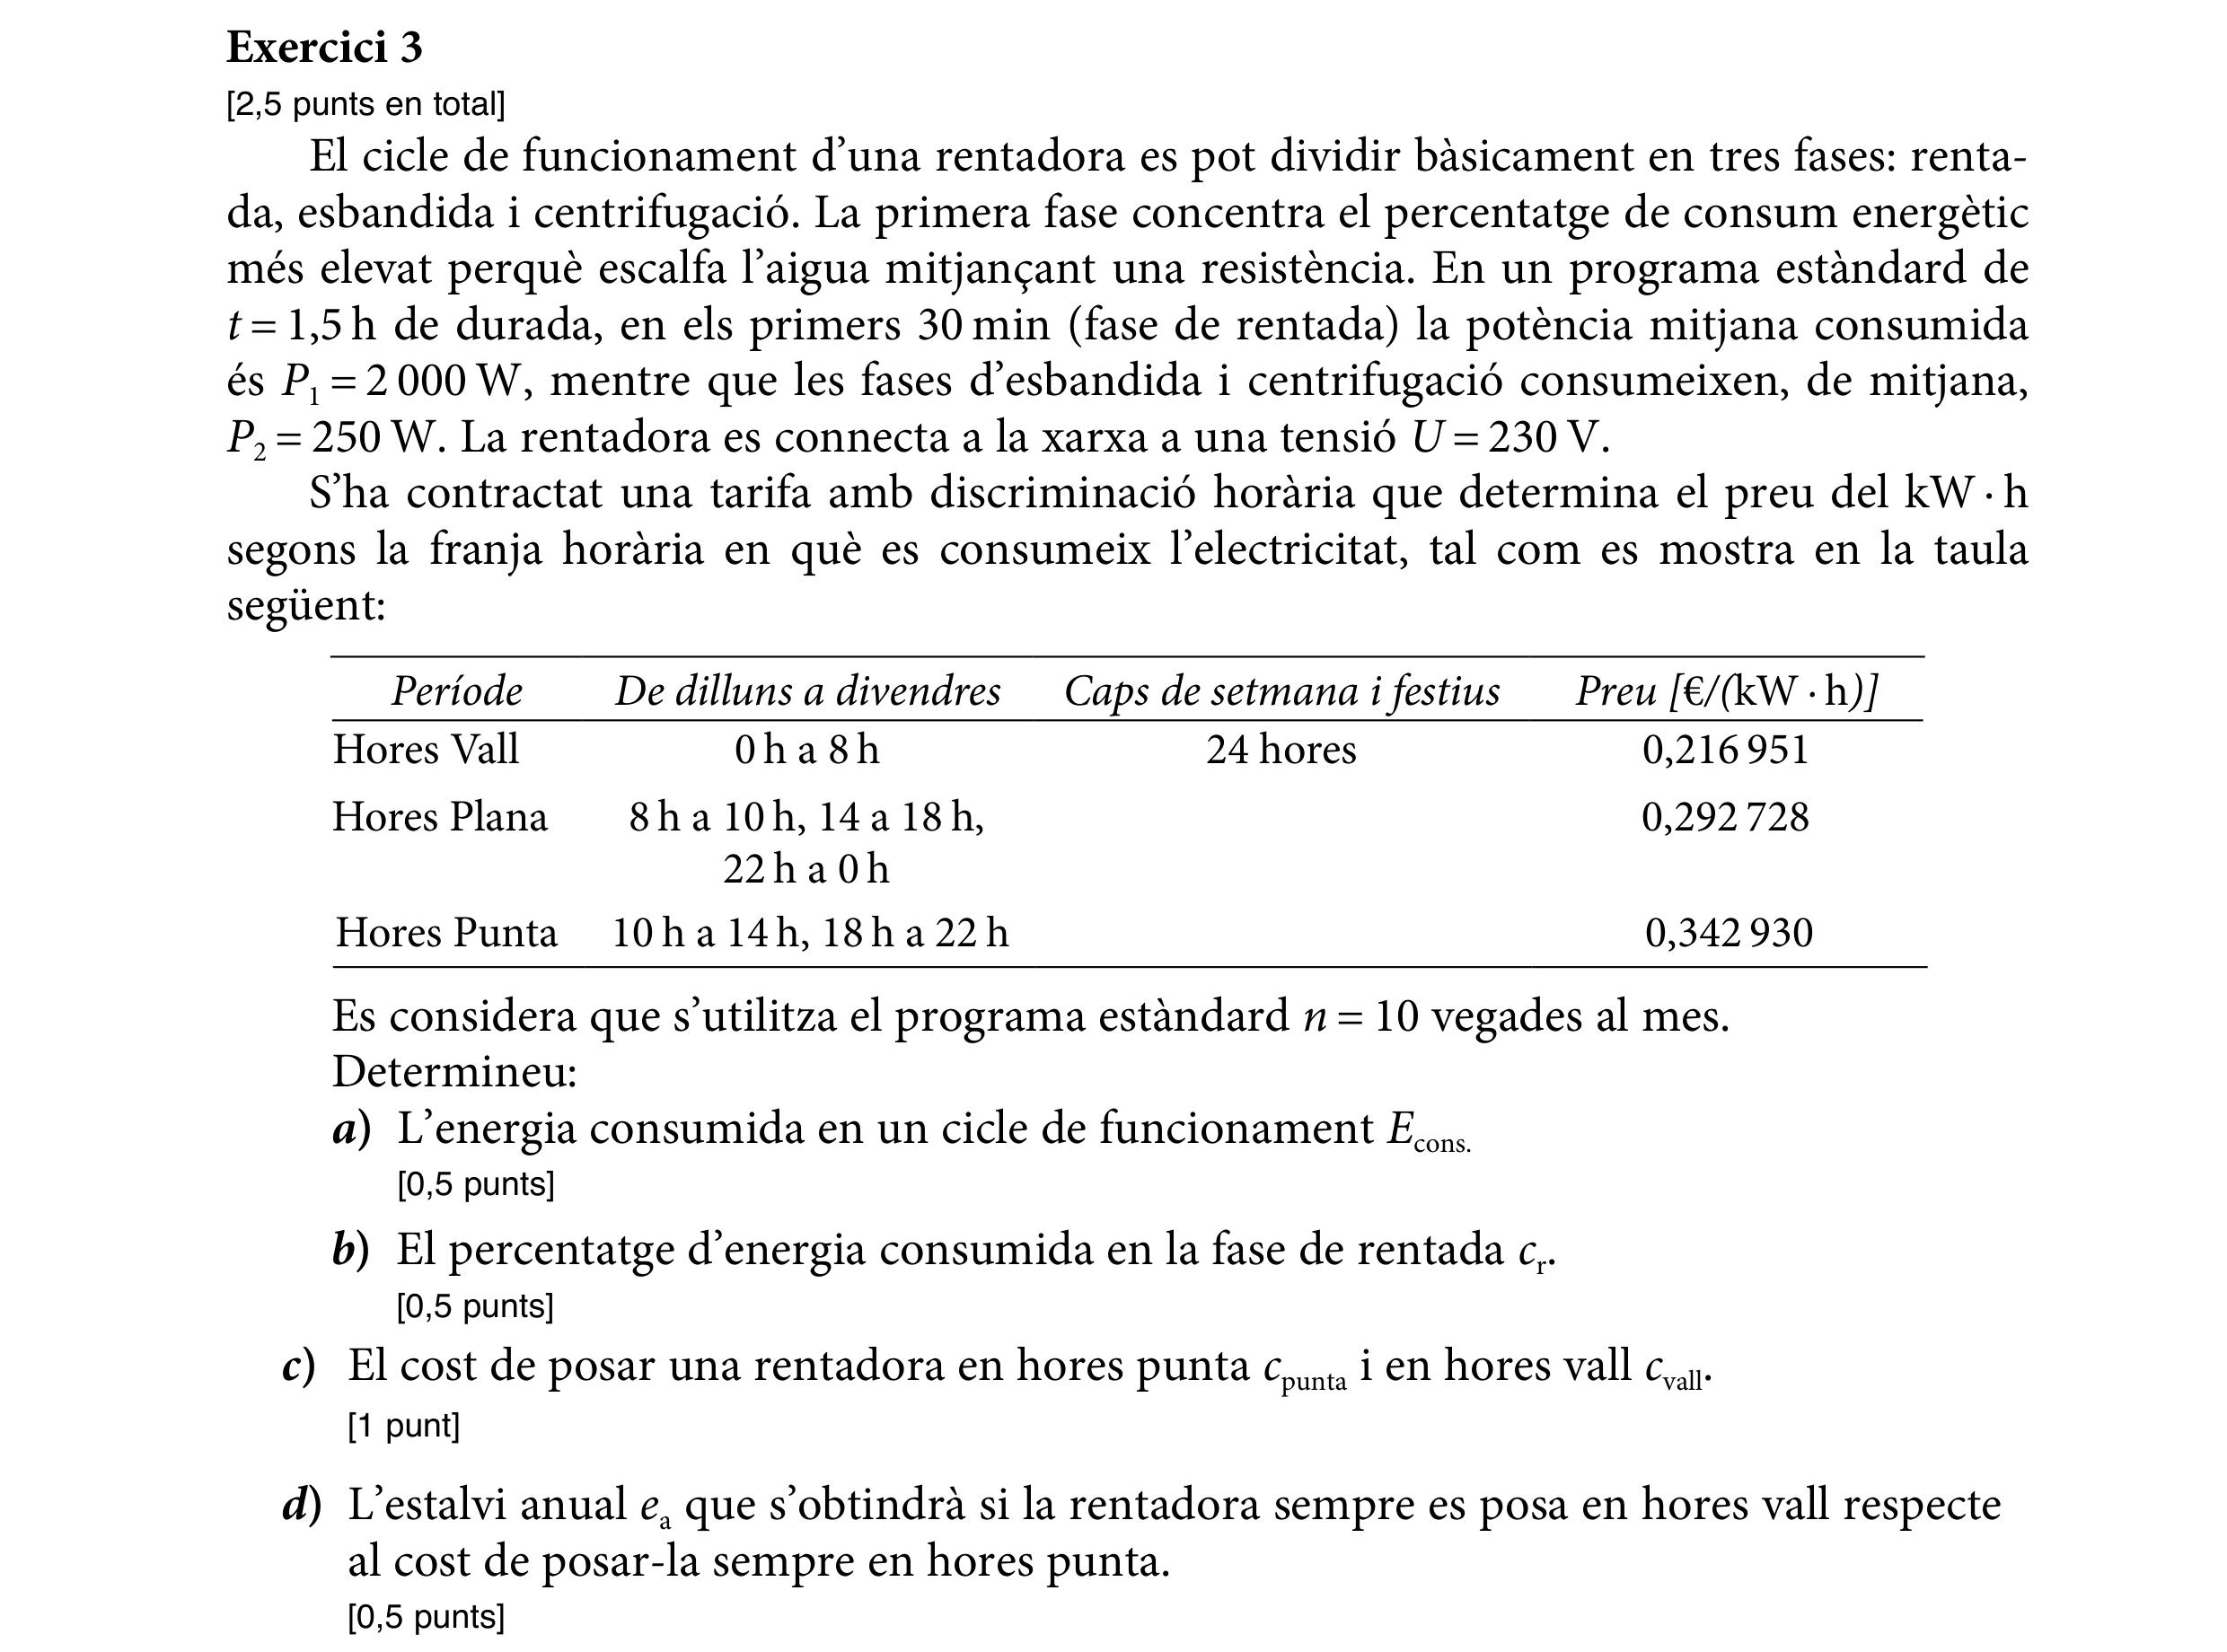 Exercici 3
[2,5 punts en total]
El cicle de funcionament d’una rentadora es pot dividir bàsicament en tres fases: renta-
da, esbandida i centrifugació. La primera fase concentra el percentatge de consum energètic
més elevat perquè escalfa l’aigua mitjançant una resistència. En un programa estàndard de
t = 1,5 h de durada, en els primers 30 min (fase de rentada) la potència mitjana consumida
és P₁ = 2 000 W, mentre que les fases d’esbandida i centrifugació consumeixen, de mitjana,
P₂ = 250 W. La rentadora es connecta a la xarxa a una tensió U = 230 V.
S’ha contractat una tarifa amb discriminació horària que determina el preu del kW · h
segons la franja horària en què es consumeix l’electricitat, tal com es mostra en la taula
següent:
Període De dilluns a divendres Caps de setmana i festius Preu [€/(kW · h)]
Hores Vall 0 h a 8 h 24 hores 0,216 951
Hores Plana 8 h a 10 h, 14 a 18 h, 0,292 728
22 h a 0 h
Hores Punta 10 h a 14 h, 18 h a 22 h 0,342 930
Es considera que s’utilitza el programa estàndard n = 10 vegades al mes.
Determineu:
a) L’energia consumida en un cicle de funcionament E cons.
[0,5 punts]
b) El percentatge d’energia consumida en la fase de rentada c r.
[0,5 punts]
c) El cost de posar una rentadora en hores punta c punta i en hores vall c vall.
[1 punt]
d) L’estalvi anual e a que s’obtindrà si la rentadora sempre es posa en hores vall respecte
al cost de posar-la sempre en hores punta.
[0,5 punts]